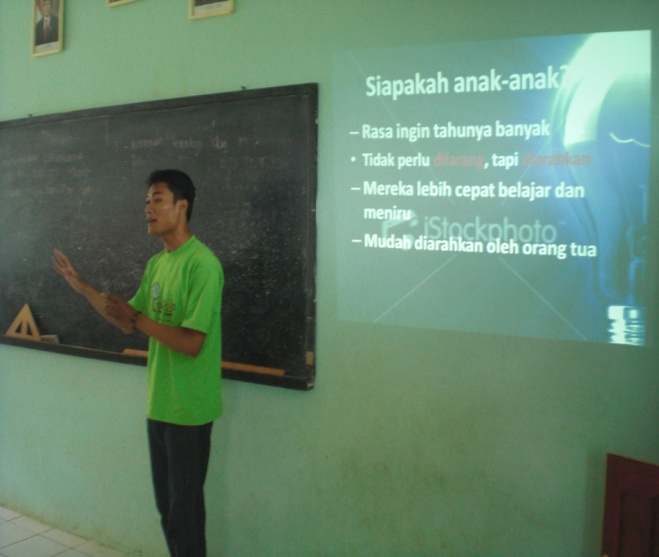 Siapakah anak-anak?
– Rasa ingin tahunya banyak
• Tidak perlu dilarang, tapi diarahkan
– Mereka lebih cepat belajar dan
meniru
iStockphoto
– Mudah diarahkan oleh orang tua